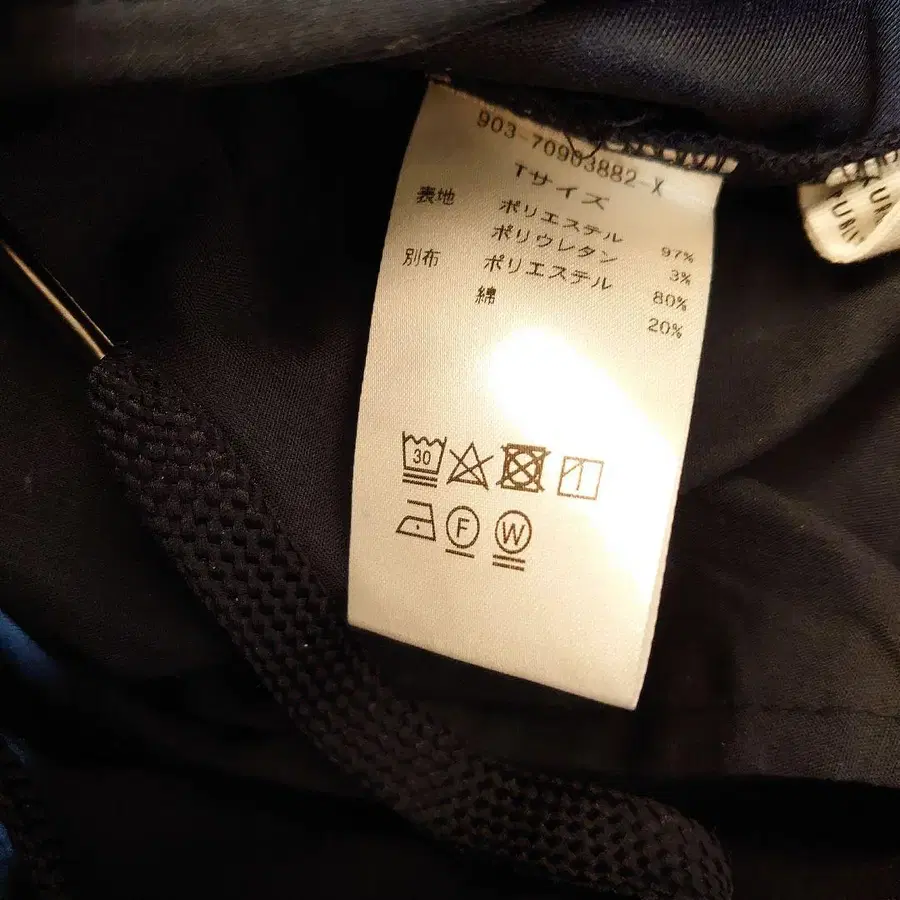 903-70903882-X
Tサイズ
表地 ポリエステル 97%
ポリウレタン 3%
別布 ポリエステル 80%
綿 20%
30
F
W